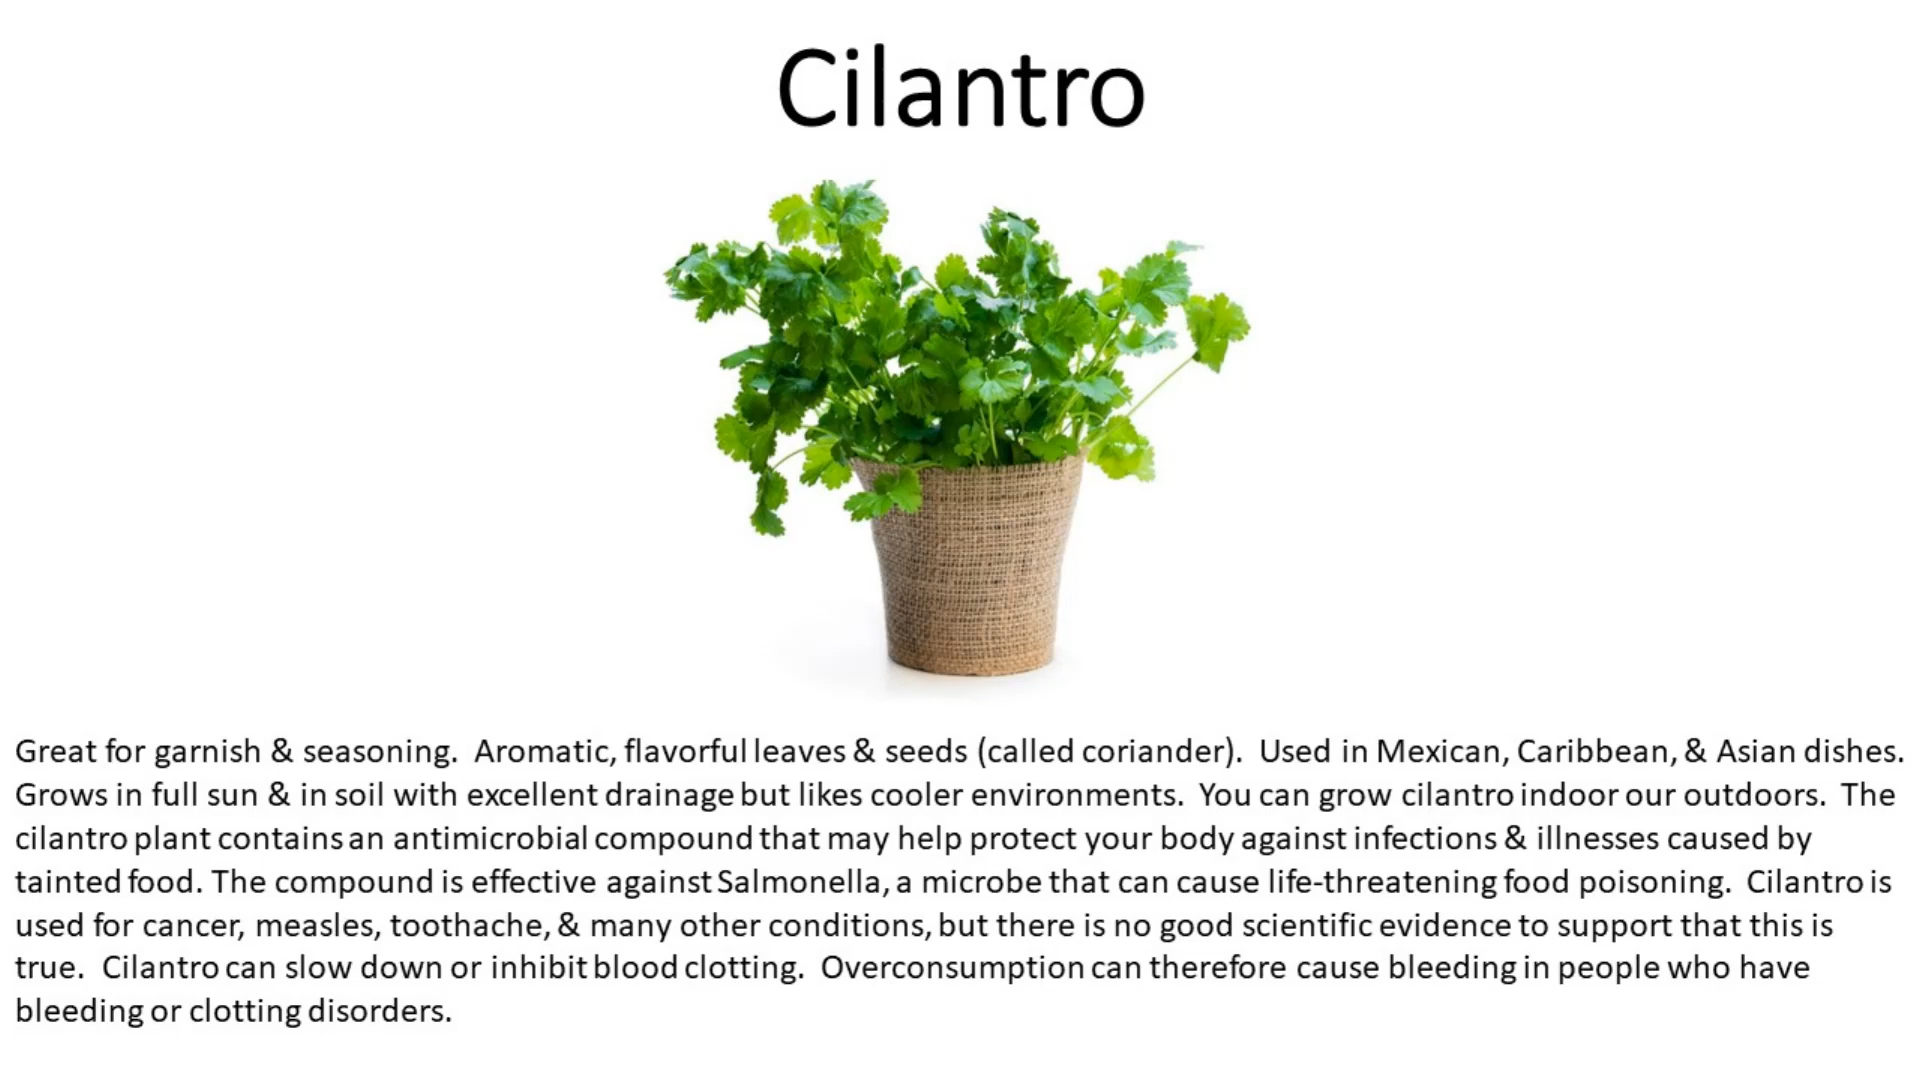 Cilantro
Great for garnish & seasoning. Aromatic, flavorful leaves & seeds (called coriander). Used in Mexican, Caribbean, & Asian dishes.
Grows in full sun & in soil with excellent drainage but likes cooler environments. You can grow cilantro indoor our outdoors. The
cilantro plant contains an antimicrobial compound that may help protect your body against infections & illnesses caused by
tainted food. The compound is effective against Salmonella, a microbe that can cause life-threatening food poisoning. Cilantro is
used for cancer, measles, toothache, & many other conditions, but there is no good scientific evidence to support that this is
true. Cilantro can slow down or inhibit blood clotting. Overconsumption can therefore cause bleeding in people who have
bleeding or clotting disorders.